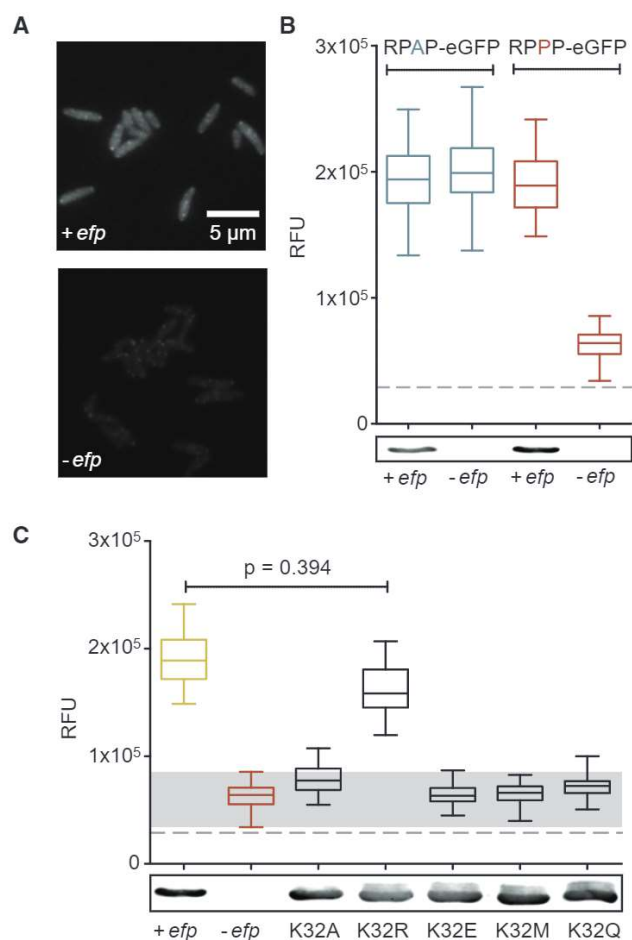 A
+ efp
5 μm
- efp
B
3x10⁵
RPAP-eGFP RPPP-eGFP
2x10⁵
RFU
1x10⁵
0
+ efp - efp + efp - efp
C
3x10⁵
p = 0.394
2x10⁵
RFU
1x10⁵
0
+ efp - efp K32A K32R K32E K32M K32Q